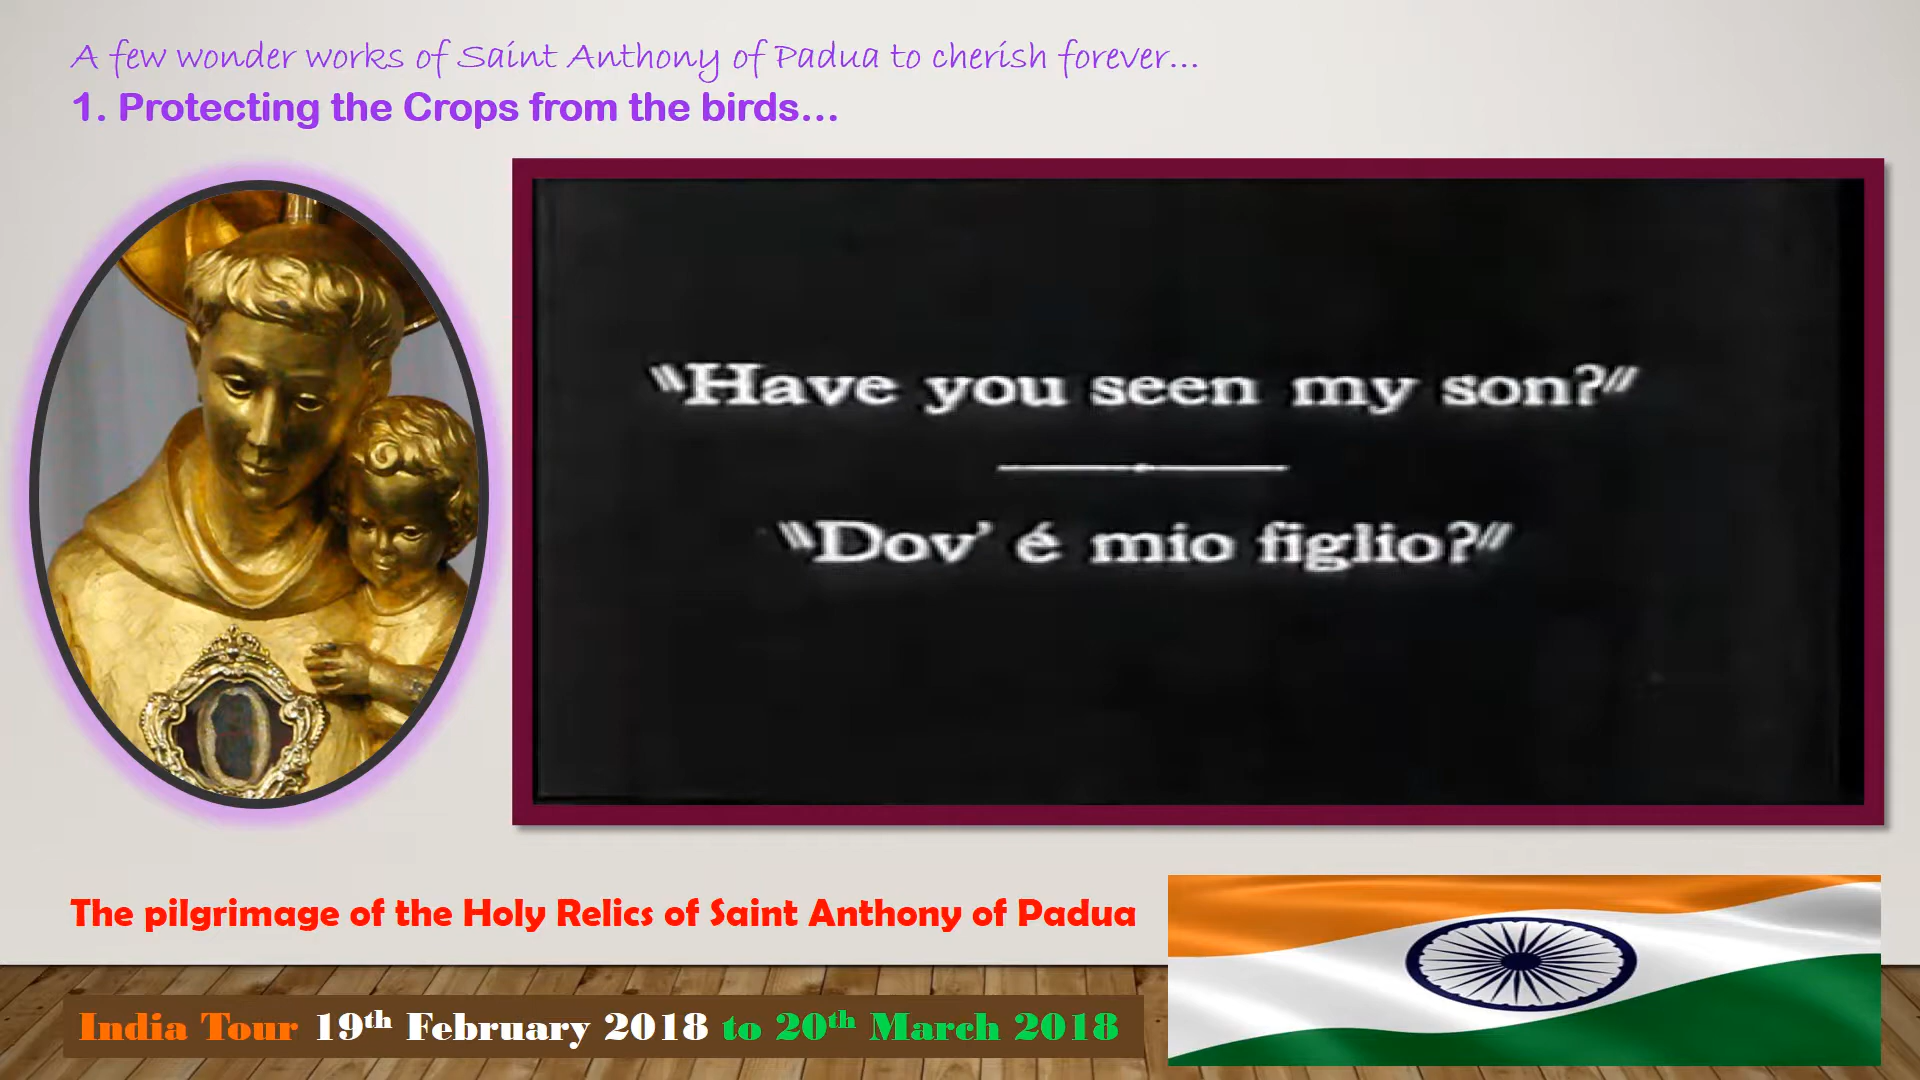 A few wonder works of Saint Anthony of Padua to cherish forever...
1. Protecting the Crops from the birds...
"Have you seen my son?"
"Dov' é mio figlio?"
The pilgrimage of the Holy Relics of Saint Anthony of Padua
India Tour 19th February 2018 to 20th March 2018